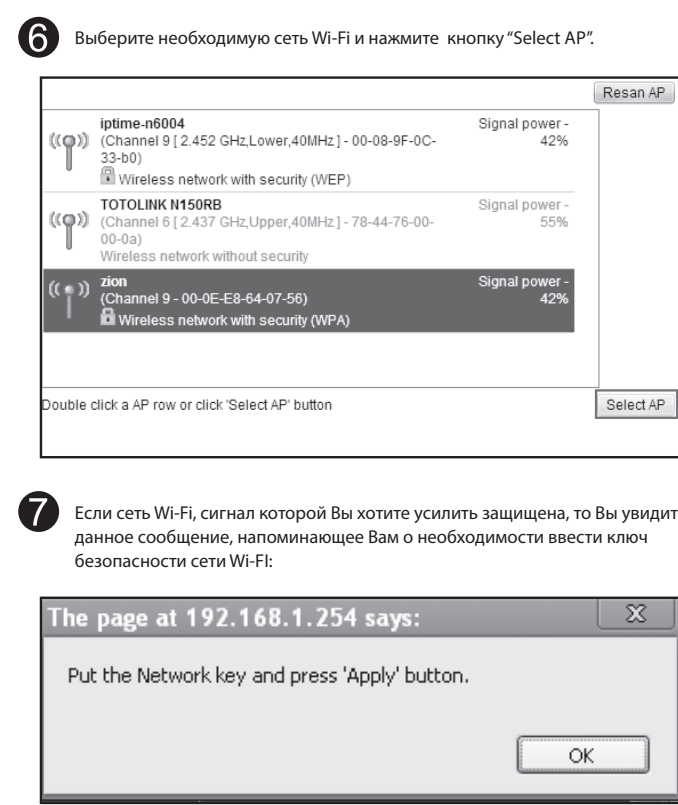 6
Выберите необходимую сеть Wi-Fi и нажмите кнопку "Select AP".
Resan AP
iptime-n6004
Signal power -
(Channel 9 [ 2.452 GHz,Lower,40MHz ] - 00-08-9F-0C-
42%
33-b0)
Wireless network with security (WEP)
TOTOLINK N150RB
Signal power -
(Channel 6 [ 2.437 GHz,Upper,40MHz ] - 78-44-76-00-
55%
00-0a)
Wireless network without security
zion
Signal power -
(Channel 9 - 00-0E-E8-64-07-56)
42%
Wireless network with security (WPA)
Double click a AP row or click 'Select AP' button
Select AP
7
Если сеть Wi-Fi, сигнал которой Вы хотите усилить защищена, то Вы увидит
данное сообщение, напоминающее Вам о необходимости ввести ключ
безопасности сети Wi-FI:
The page at 192.168.1.254 says:
Put the Network key and press 'Apply' button.
OK